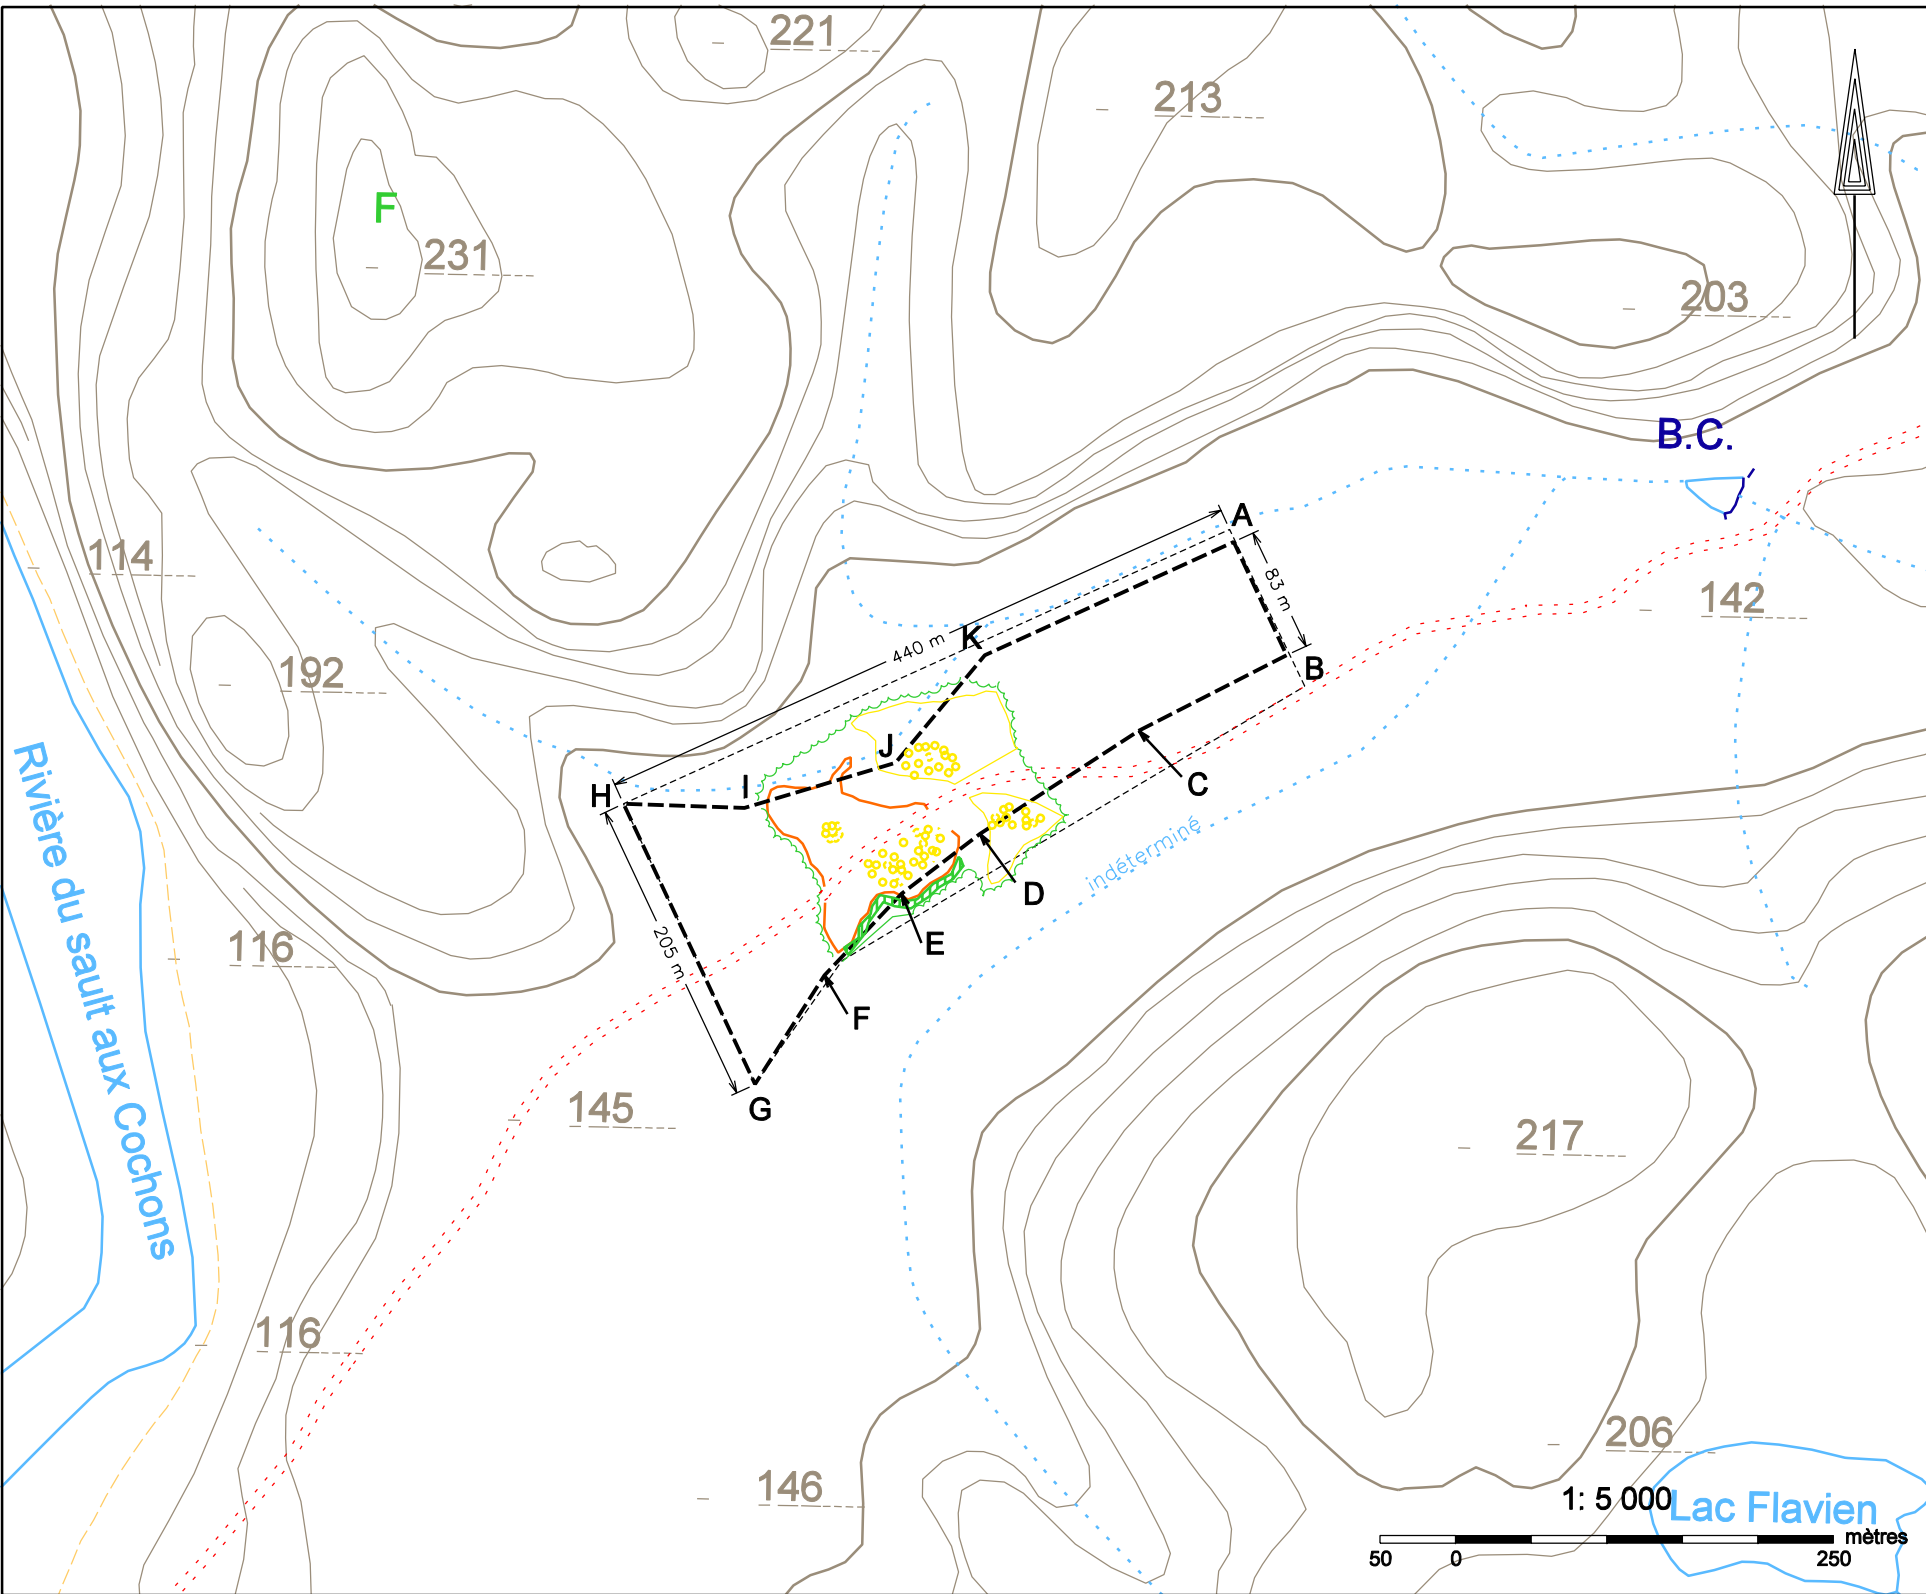 221
213
F
231
203
B.C.
A
114
83 m
142
K
440 m
B
192
J
H
I
C
Rivière du sault aux Cochons
indéterminé
D
116
205 m
E
F
145
G
217
116
206
146
1: 5 000
Lac Flavien
mètres
50 0 250